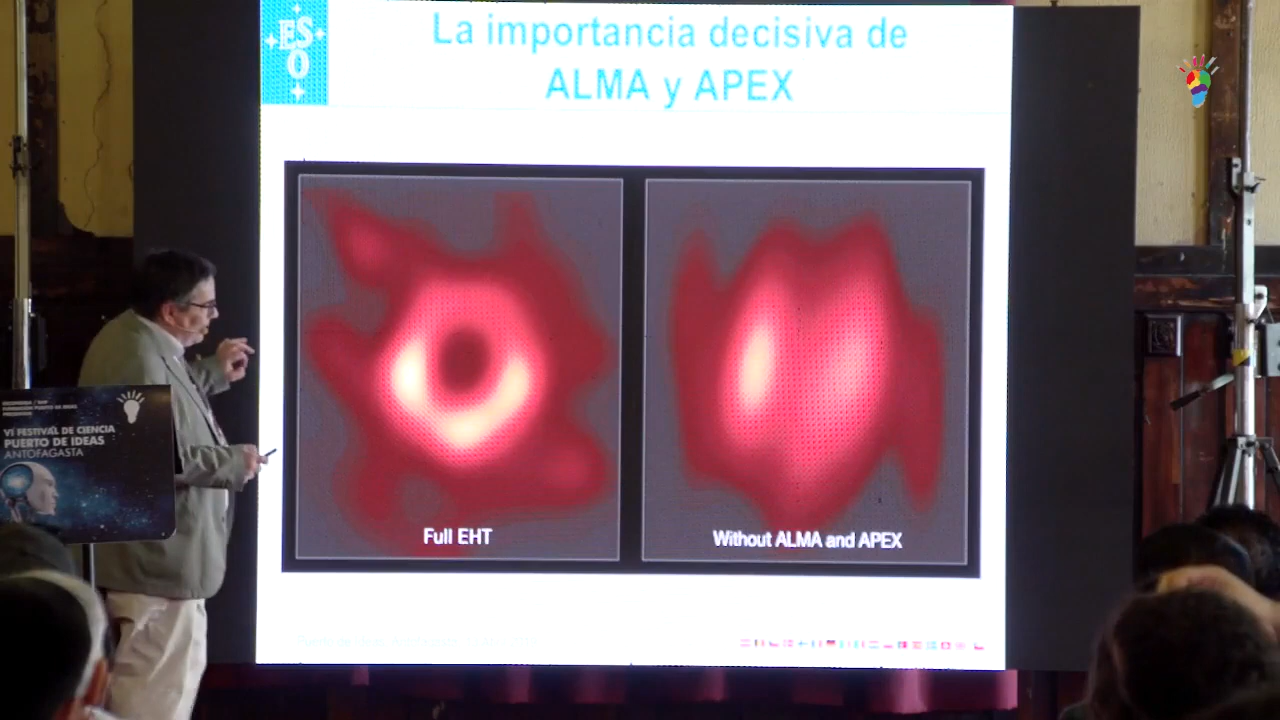 ESO
La importancia decisiva de
ALMA y APEX
Full EHT
Without ALMA and APEX
VI FESTIVAL DE CIENCIA
PUERTO DE IDEAS
ANTOFAGASTA